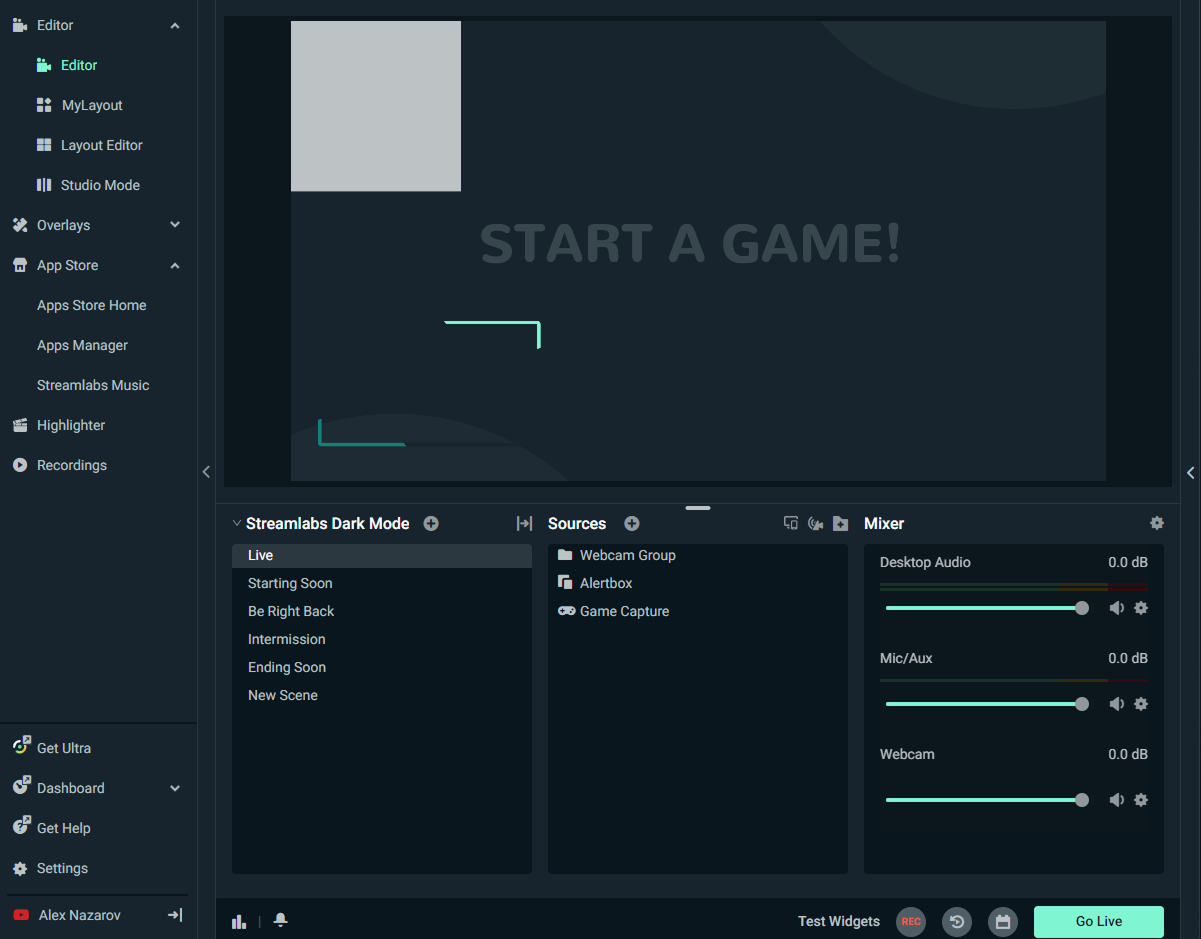 Editor
Editor
MyLayout
Layout Editor
Studio Mode
Overlays
App Store
Apps Store Home
Apps Manager
Streamlabs Music
Highlighter
Recordings
Get Ultra
Dashboard
Get Help
Settings
Alex Nazarov
START A GAME!
Streamlabs Dark Mode
Live
Starting Soon
Be Right Back
Intermission
Ending Soon
New Scene
Sources
Webcam Group
Alertbox
Game Capture
Mixer
Desktop Audio 0.0 dB
Mic/Aux 0.0 dB
Webcam 0.0 dB
Test Widgets REC Go Live